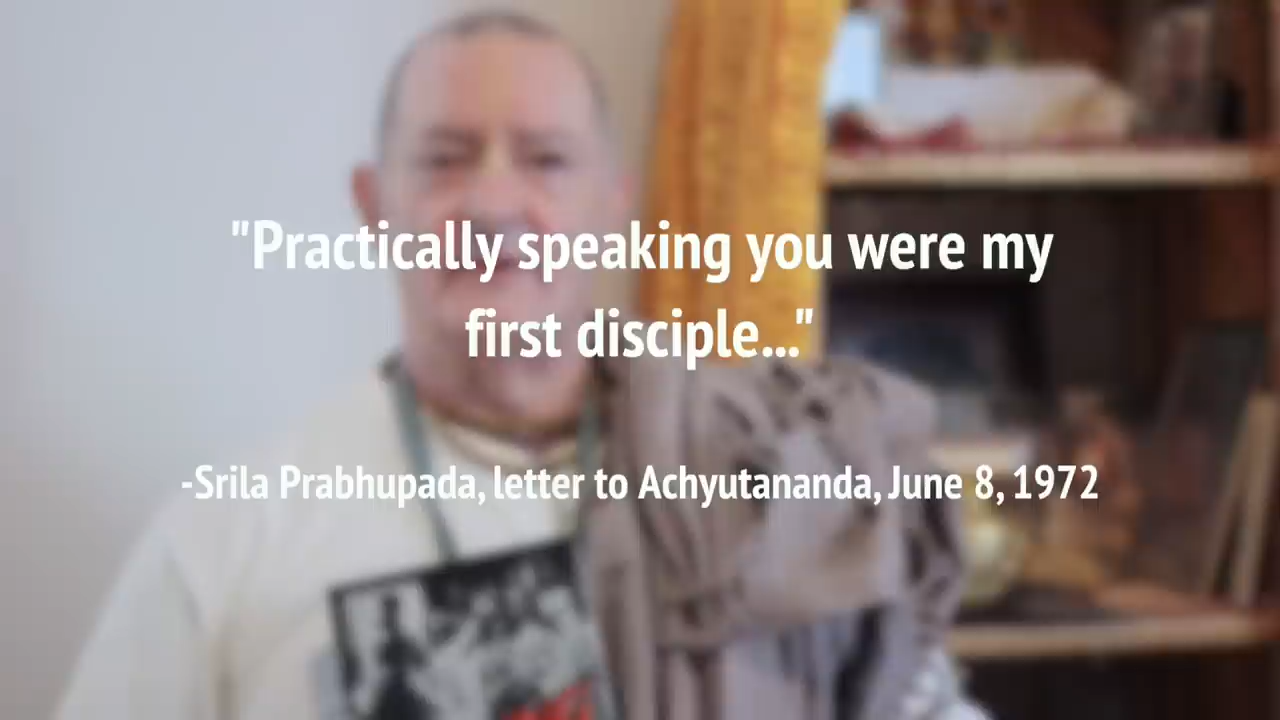 "Practically speaking you were my
first disciple..."
-Srila Prabhupada, letter to Achyutananda, June 8, 1972